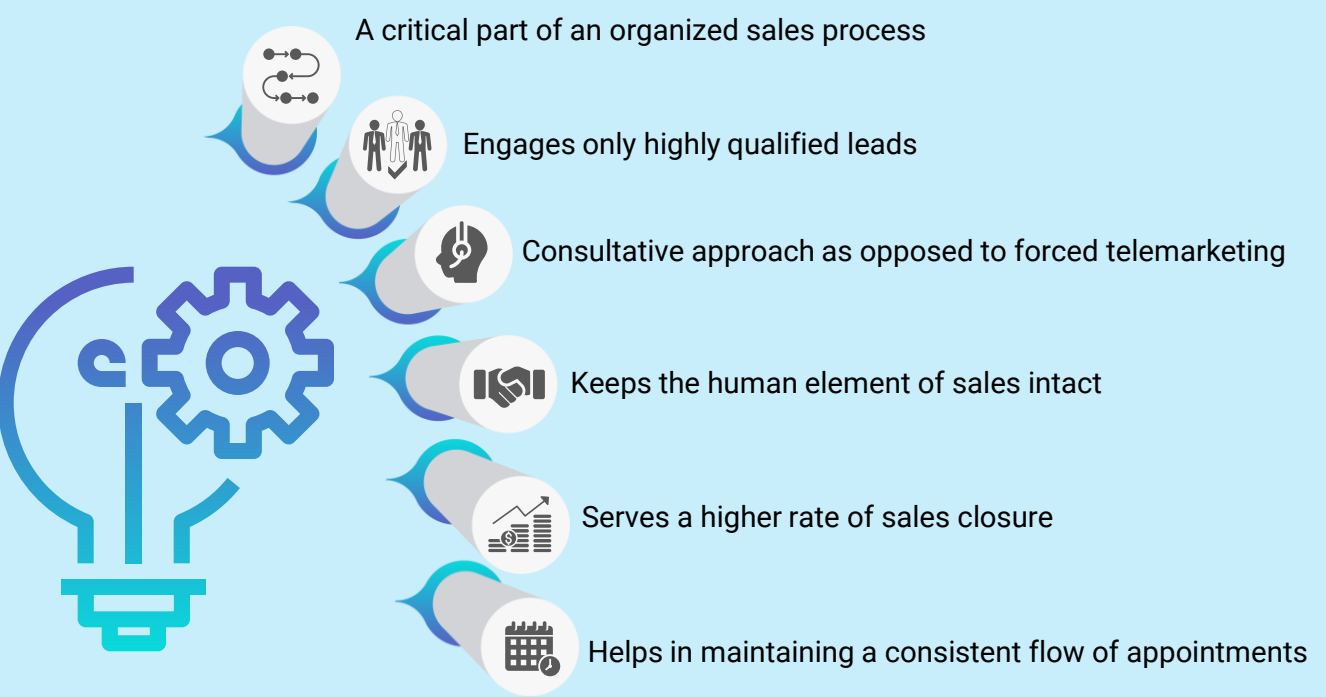 A critical part of an organized sales process
Engages only highly qualified leads
Consultative approach as opposed to forced telemarketing
Keeps the human element of sales intact
Serves a higher rate of sales closure
Helps in maintaining a consistent flow of appointments